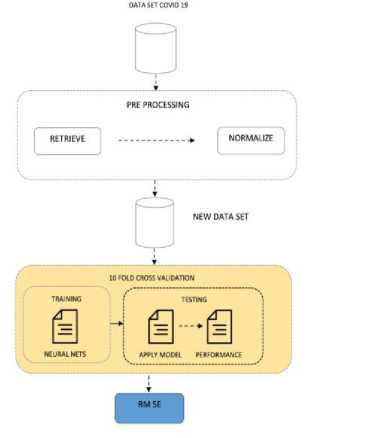 DATA SET COVID 19
PRE PROCESSING
RETRIEVE
NORMALIZE
NEW DATA SET
10 FOLD CROSS VALIDATION
TRAINING
TESTING
NEURAL NETS
APPLY MODEL
PERFORMANCE
RM SE